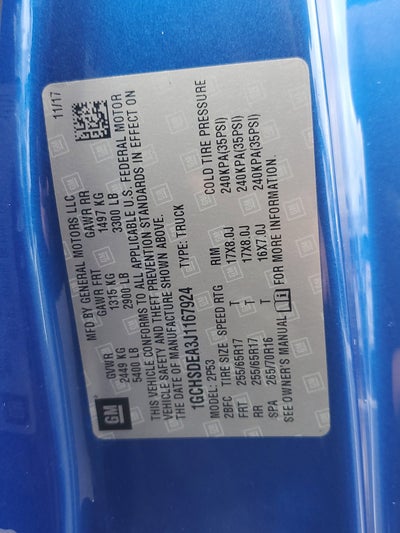 GM
11/17
MFD BY GENERAL MOTORS LLC
GVWR GAWR FRT GAWR RR
2449 KG 1315 KG 1497 KG
5400 LB 2900 LB 3300 LB
THIS VEHICLE CONFORMS TO ALL APPLICABLE U.S. FEDERAL MOTOR
VEHICLE SAFETY AND THEFT PREVENTION STANDARDS IN EFFECT ON
THE DATE OF MANUFACTURE SHOWN ABOVE.
1GCHSDEA3J1167924 TYPE: TRUCK
MODEL: 2P53
2BFC TIRE SIZE SPEED RTG RIM COLD TIRE PRESSURE
FRT 255/65R17 T 17X8.0J 240KPA(35PSI)
RR 255/65R17 T 17X8.0J 240KPA(35PSI)
SPA 265/70R16 T 16X7.0J 240KPA(35PSI)
SEE OWNER'S MANUAL i FOR MORE INFORMATION